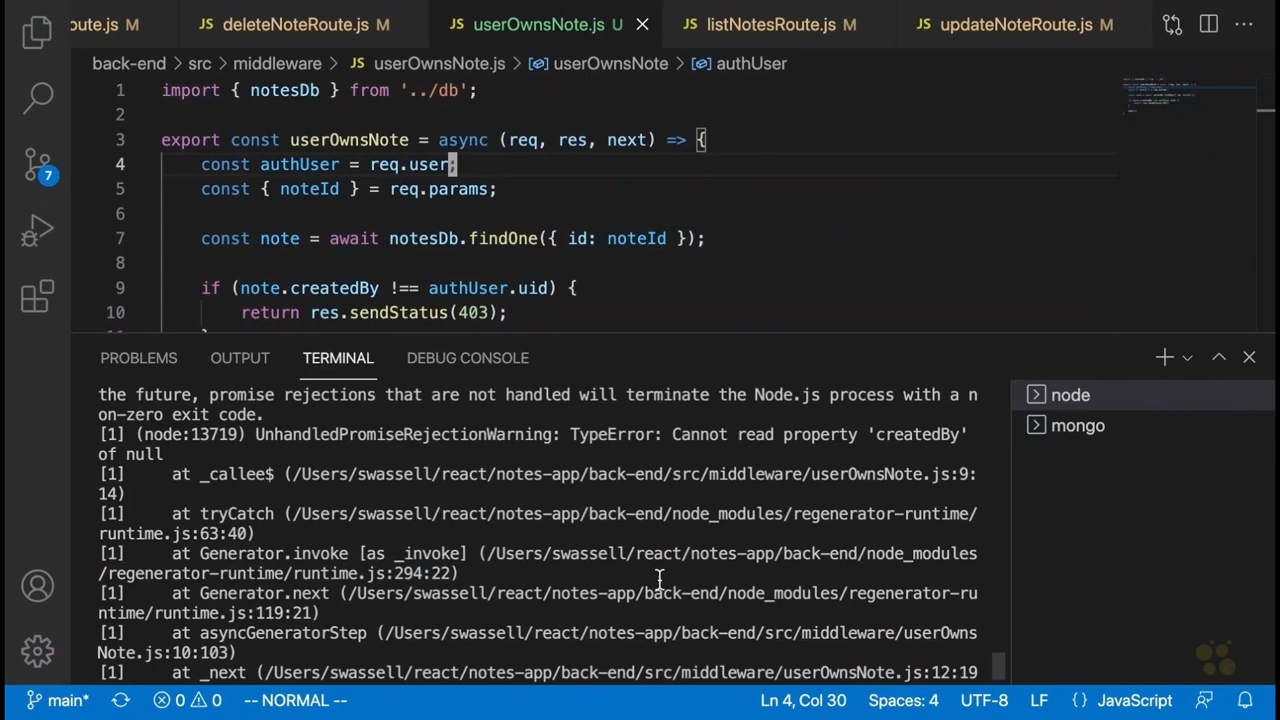 oute.js M
JS deleteNoteRoute.js M
JS userOwnsNote.js U
JS listNotesRoute.js M
JS updateNoteRoute.js M
back-end > src > middleware > JS userOwnsNote.js > userOwnsNote > authUser
1 import { notesDb } from '../db';
2
3 export const userOwnsNote = async (req, res, next) => {
4 const authUser = req.user;
5 const { noteId } = req.params;
6
7 const note = await notesDb.findOne({ id: noteId });
8
9 if (note.createdBy !== authUser.uid) {
10 return res.sendStatus(403);
7
PROBLEMS OUTPUT TERMINAL DEBUG CONSOLE
the future, promise rejections that are not handled will terminate the Node.js process with a n
on-zero exit code.
[1] (node:13719) UnhandledPromiseRejectionWarning: TypeError: Cannot read property 'createdBy'
of null
[1] at _callee$ (/Users/swassell/react/notes-app/back-end/src/middleware/userOwnsNote.js:9:
14)
[1] at tryCatch (/Users/swassell/react/notes-app/back-end/node_modules/regenerator-runtime/
runtime.js:63:40)
[1] at Generator.invoke [as _invoke] (/Users/swassell/react/notes-app/back-end/node_modules
/regenerator-runtime/runtime.js:294:22)
[1] at Generator.next (/Users/swassell/react/notes-app/back-end/node_modules/regenerator-ru
ntime/runtime.js:119:21)
[1] at asyncGeneratorStep (/Users/swassell/react/notes-app/back-end/src/middleware/userOwns
Note.js:10:103)
[1] at _next (/Users/swassell/react/notes-app/back-end/src/middleware/userOwnsNote.js:12:19
node
mongo
main* 0 0 -- NORMAL -- Ln 4, Col 30 Spaces: 4 UTF-8 LF {} JavaScript